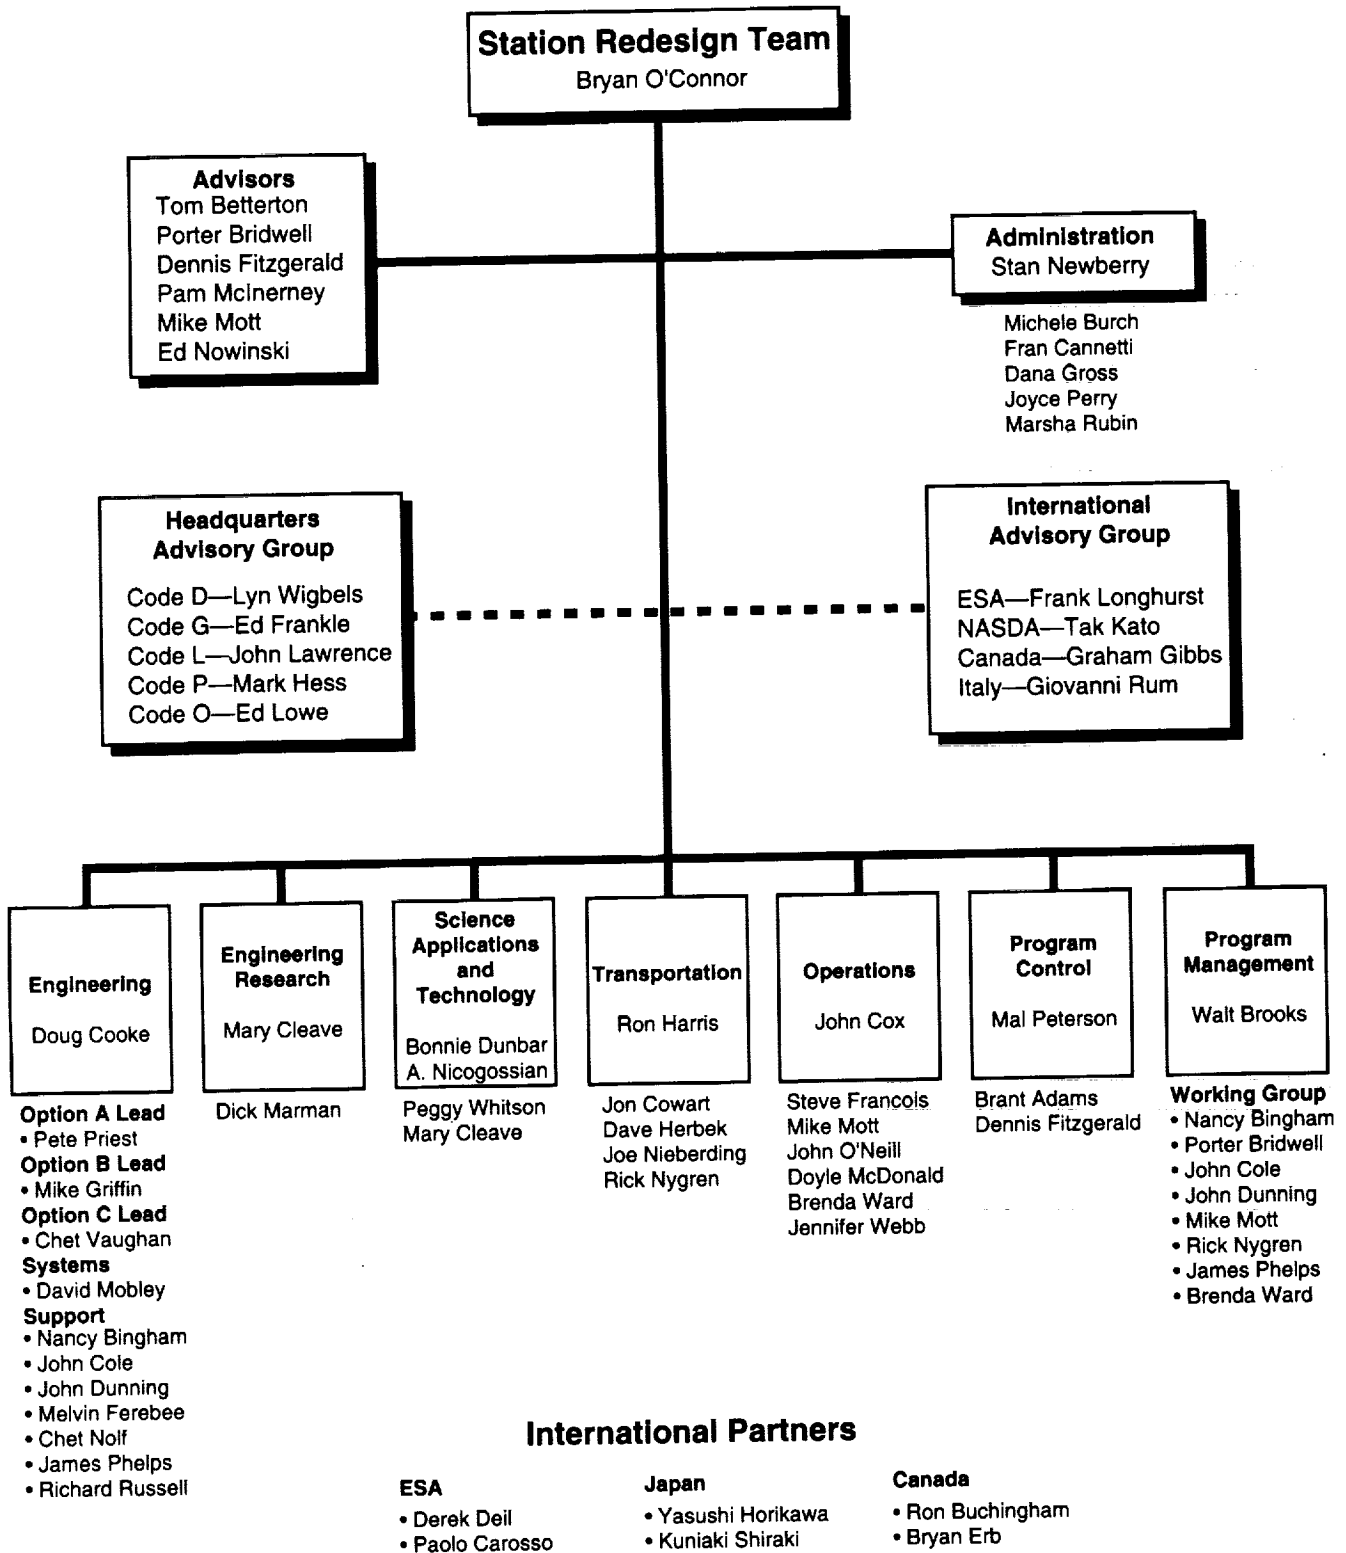 Station Redesign Team
Bryan O'Connor
Advisors
Tom Betterton
Porter Bridwell
Dennis Fitzgerald
Pam McInerney
Mike Mott
Ed Nowinski
Administration
Stan Newberry
Michele Burch
Fran Cannetti
Dana Gross
Joyce Perry
Marsha Rubin
Headquarters
Advisory Group
Code D—Lyn Wigbels
Code G—Ed Frankle
Code L—John Lawrence
Code P—Mark Hess
Code O—Ed Lowe
International
Advisory Group
ESA—Frank Longhurst
NASDA—Tak Kato
Canada—Graham Gibbs
Italy—Giovanni Rum
Engineering
Doug Cooke
Option A Lead
• Pete Priest
Option B Lead
• Mike Griffin
Option C Lead
• Chet Vaughan
Systems
• David Mobley
Support
• Nancy Bingham
• John Cole
• John Dunning
• Melvin Ferebee
• Chet Nolf
• James Phelps
• Richard Russell
Engineering
Research
Mary Cleave
Dick Marman
Science
Applications
and
Technology
Bonnie Dunbar
A. Nicogossian
Peggy Whitson
Mary Cleave
Transportation
Ron Harris
Jon Cowart
Dave Herbek
Joe Nieberding
Rick Nygren
Operations
John Cox
Steve Francois
Mike Mott
John O'Neill
Doyle McDonald
Brenda Ward
Jennifer Webb
Program
Control
Mal Peterson
Brant Adams
Dennis Fitzgerald
Program
Management
Walt Brooks
Working Group
• Nancy Bingham
• Porter Bridwell
• John Cole
• John Dunning
• Mike Mott
• Rick Nygren
• James Phelps
• Brenda Ward
International Partners
ESA
• Derek Deil
• Paolo Carosso
Japan
• Yasushi Horikawa
• Kuniaki Shiraki
Canada
• Ron Buchingham
• Bryan Erb